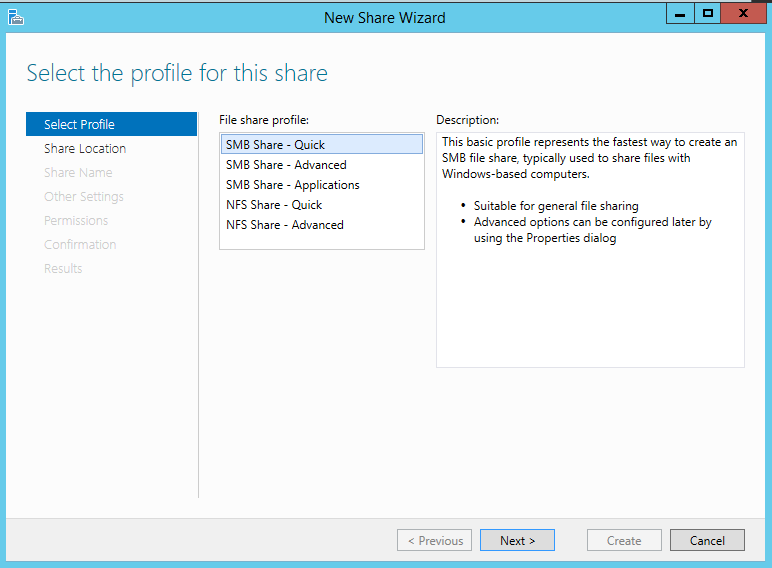 New Share Wizard
Select the profile for this share
Select Profile
Share Location
Share Name
Other Settings
Permissions
Confirmation
Results
File share profile:
SMB Share - Quick
SMB Share - Advanced
SMB Share - Applications
NFS Share - Quick
NFS Share - Advanced
Description:
This basic profile represents the fastest way to create an
SMB file share, typically used to share files with
Windows-based computers.
• Suitable for general file sharing
• Advanced options can be configured later by
using the Properties dialog
< Previous
Next >
Create
Cancel